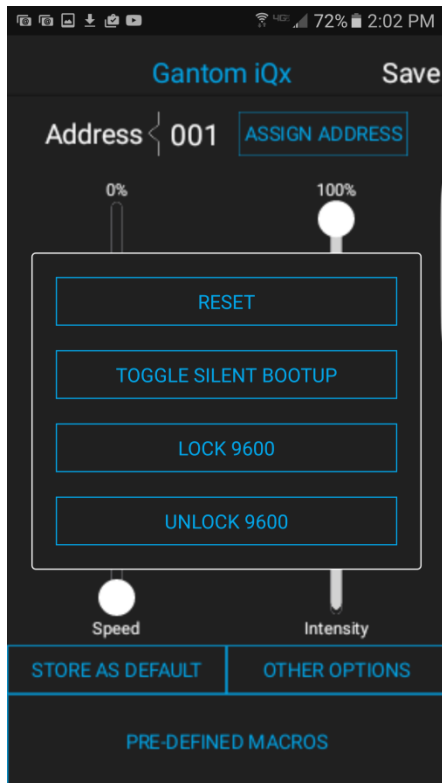 4G 72% 2:02 PM
Gantom iQx Save
Address 001 ASSIGN ADDRESS
0% 100%
RESET
TOGGLE SILENT BOOTUP
LOCK 9600
UNLOCK 9600
Speed Intensity
STORE AS DEFAULT OTHER OPTIONS
PRE-DEFINED MACROS